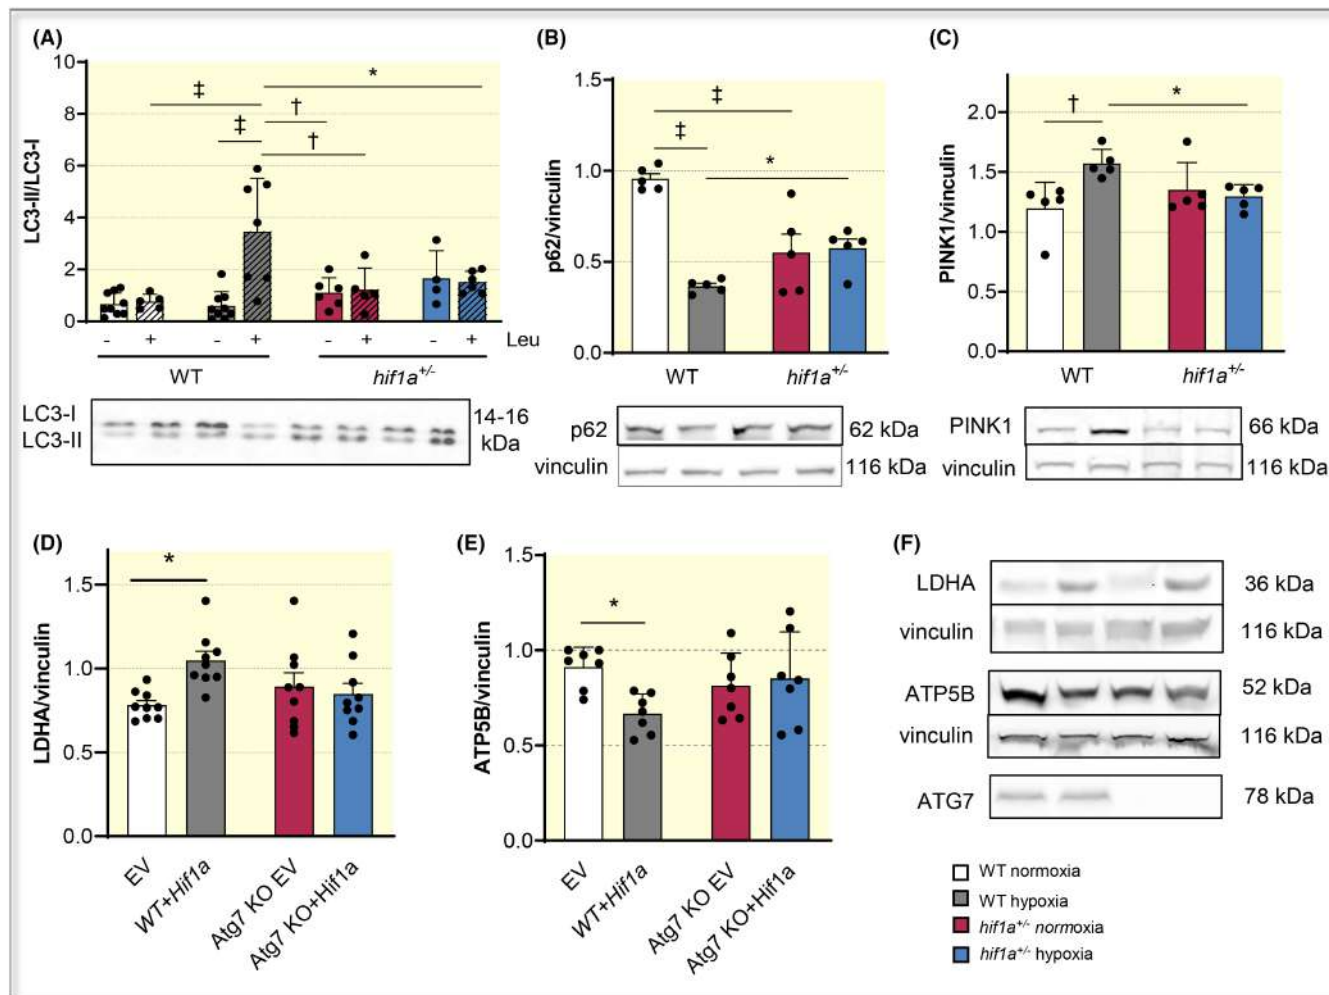 (A)
10
8
6
4
2
0
LC3-II/LC3-I
‡
‡
†
†
*
- + - + - + - + Leu
WT hif1a+/-
LC3-I
LC3-II
14-16
kDa
(B)
1.5
1.0
0.5
0.0
p62/vinculin
‡
‡
*
WT hif1a+/-
p62 62 kDa
vinculin 116 kDa
(C)
2.0
1.5
1.0
0.5
0.0
PINK1/vinculin
†
*
WT hif1a+/-
PINK1 66 kDa
vinculin 116 kDa
(D)
1.5
1.0
0.5
0.0
LDHA/vinculin
*
EV
WT+Hif1a
Atg7 KO EV
Atg7 KO+Hif1a
(E)
1.5
1.0
0.5
0.0
ATP5B/vinculin
*
EV
WT+Hif1a
Atg7 KO EV
Atg7 KO+Hif1a
(F)
LDHA 36 kDa
vinculin 116 kDa
ATP5B 52 kDa
vinculin 116 kDa
ATG7 78 kDa
WT normoxia
WT hypoxia
hif1a+/- normoxia
hif1a+/- hypoxia